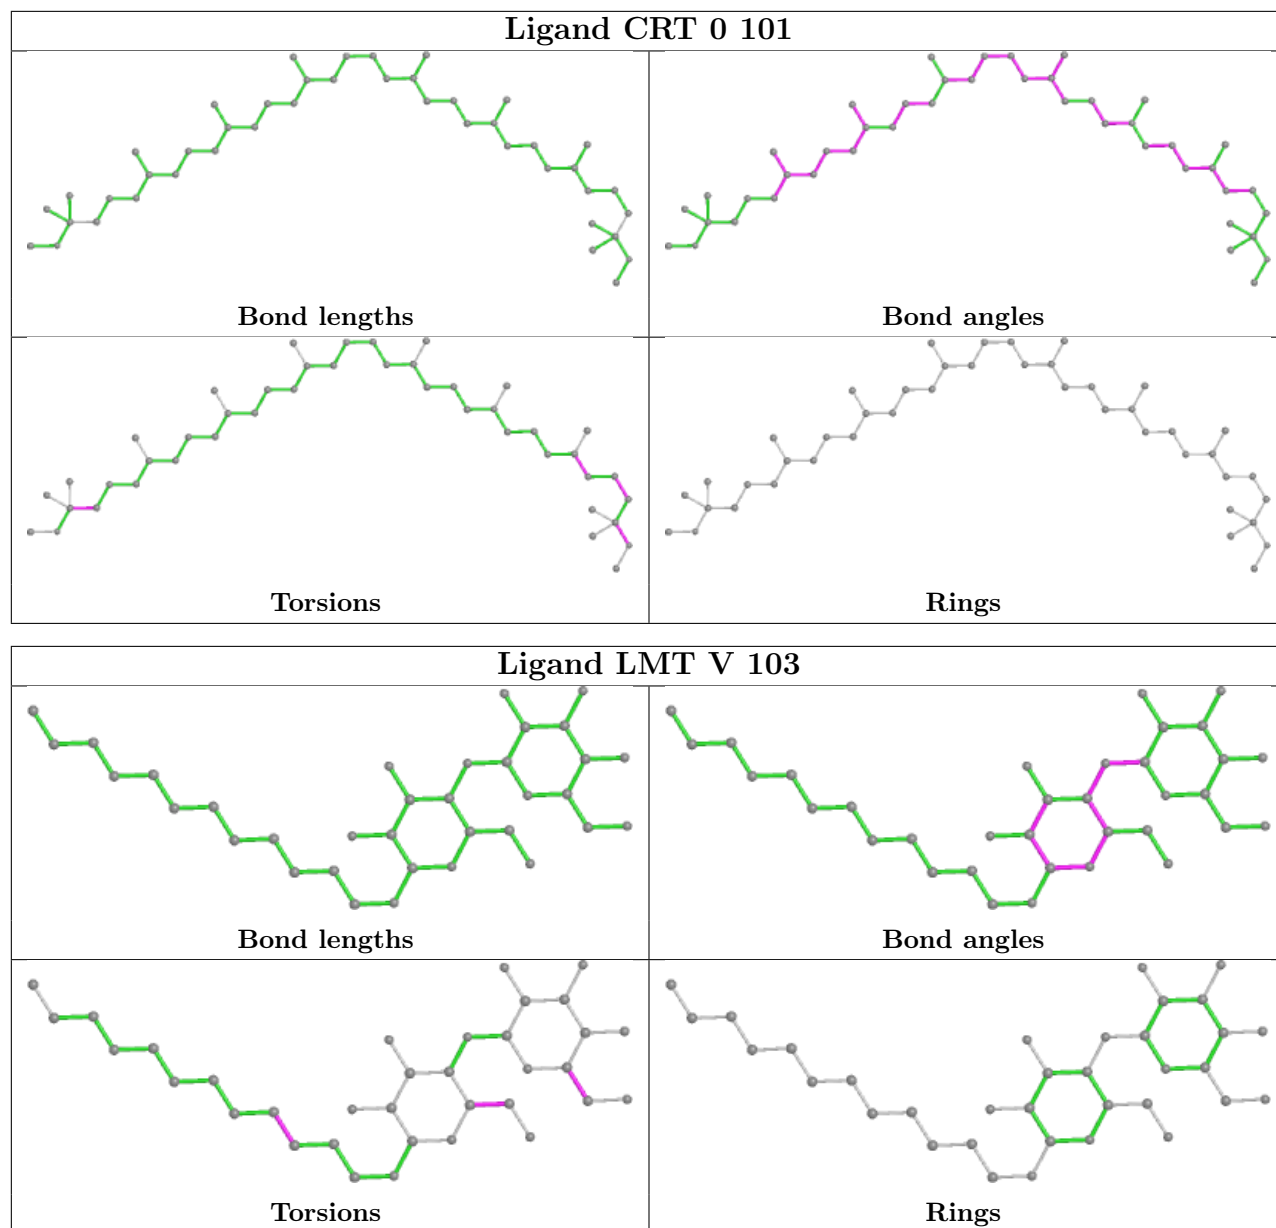 Ligand CRT 0 101
Bond lengths
Bond angles
Torsions
Rings
Ligand LMT V 103
Bond lengths
Bond angles
Torsions
Rings